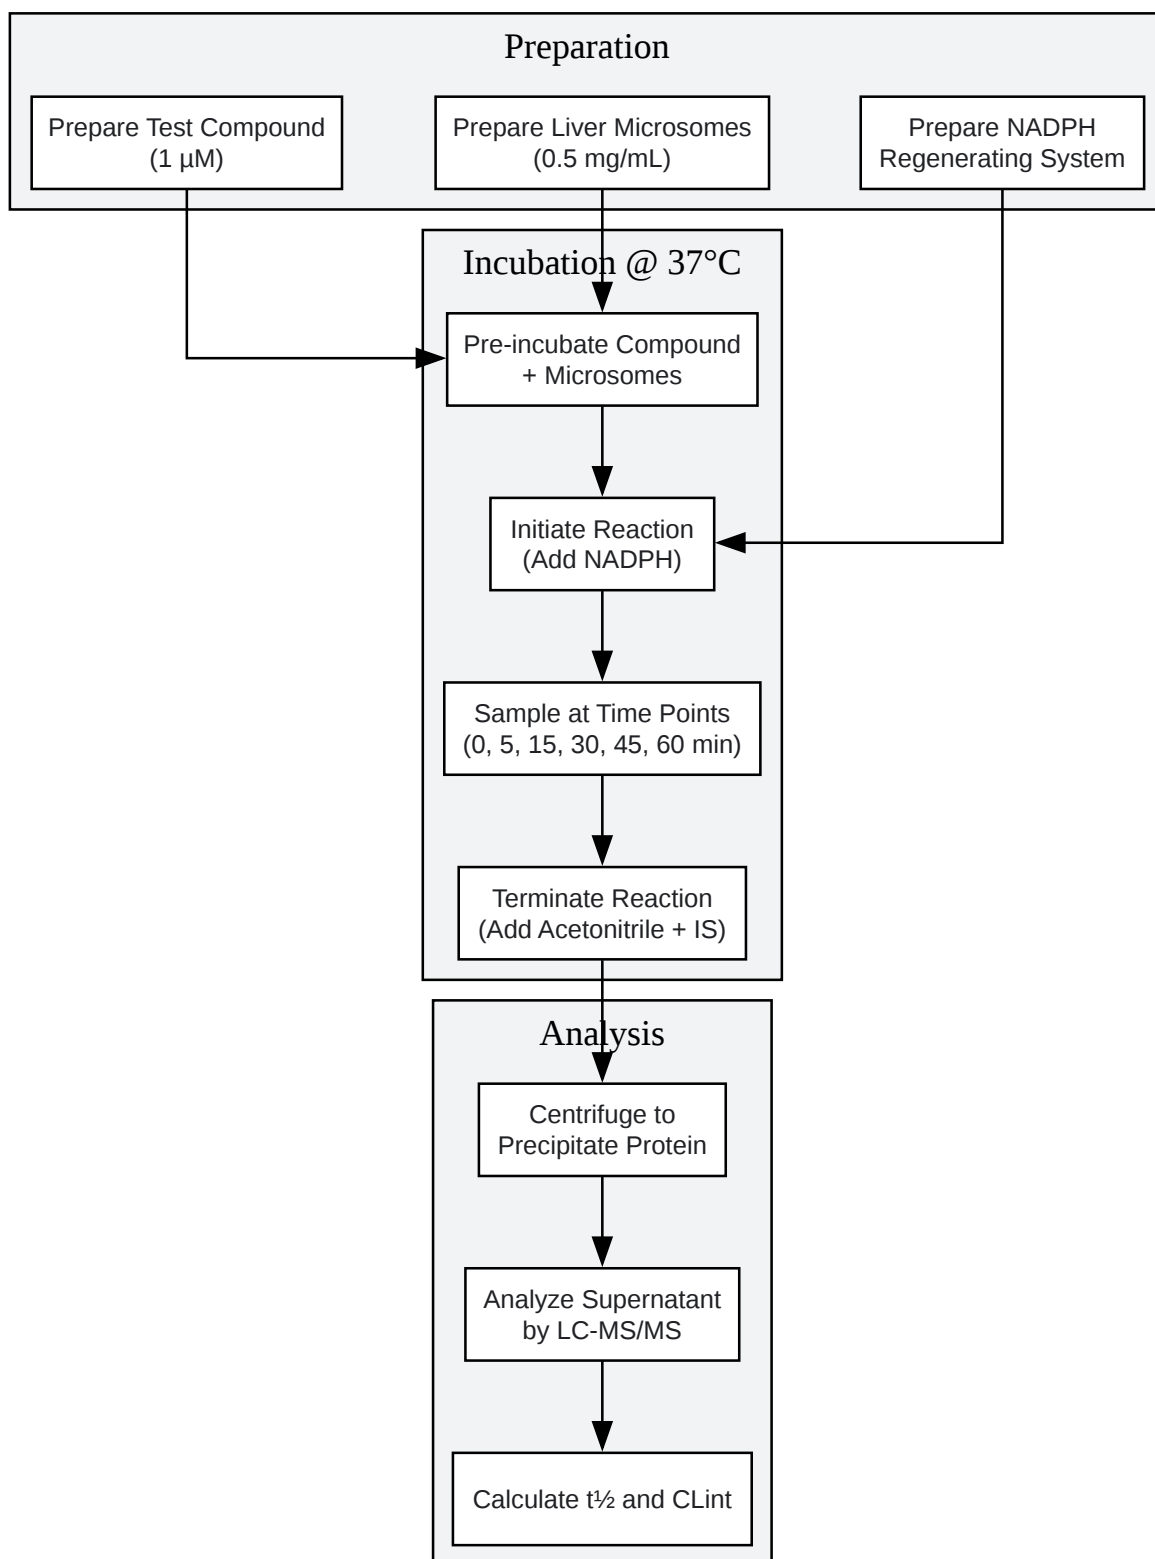 Preparation
Prepare Test Compound
(1 µM)
Prepare Liver Microsomes
(0.5 mg/mL)
Prepare NADPH
Regenerating System
Incubation @ 37°C
Pre-incubate Compound
+ Microsomes
Initiate Reaction
(Add NADPH)
Sample at Time Points
(0, 5, 15, 30, 45, 60 min)
Terminate Reaction
(Add Acetonitrile + IS)
Analysis
Centrifuge to
Precipitate Protein
Analyze Supernatant
by LC-MS/MS
Calculate t½ and CLint